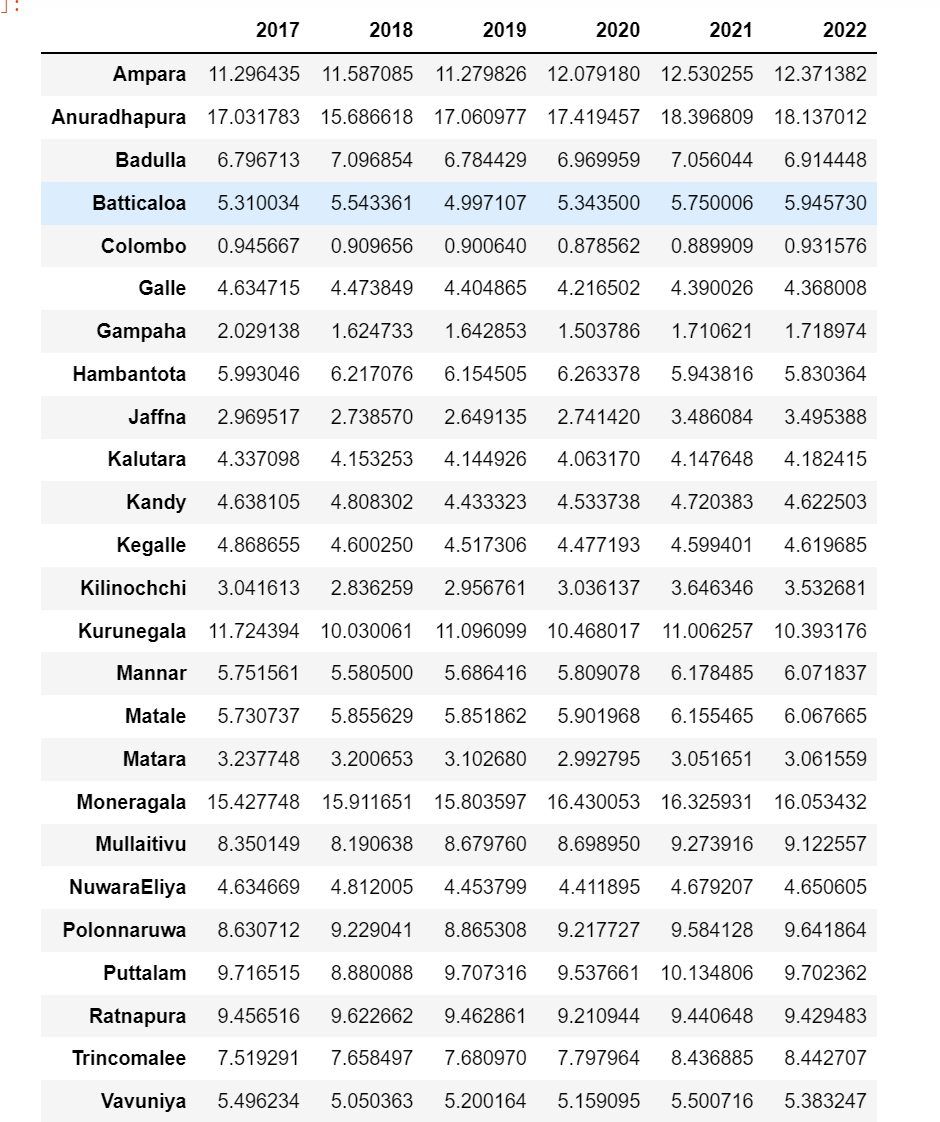 ]:
2017 2018 2019 2020 2021 2022
Ampara 11.296435 11.587085 11.279826 12.079180 12.530255 12.371382
Anuradhapura 17.031783 15.686618 17.060977 17.419457 18.396809 18.137012
Badulla 6.796713 7.096854 6.784429 6.969959 7.056044 6.914448
Batticaloa 5.310034 5.543361 4.997107 5.343500 5.750006 5.945730
Colombo 0.945667 0.909656 0.900640 0.878562 0.889909 0.931576
Galle 4.634715 4.473849 4.404865 4.216502 4.390026 4.368008
Gampaha 2.029138 1.624733 1.642853 1.503786 1.710621 1.718974
Hambantota 5.993046 6.217076 6.154505 6.263378 5.943816 5.830364
Jaffna 2.969517 2.738570 2.649135 2.741420 3.486084 3.495388
Kalutara 4.337098 4.153253 4.144926 4.063170 4.147648 4.182415
Kandy 4.638105 4.808302 4.433323 4.533738 4.720383 4.622503
Kegalle 4.868655 4.600250 4.517306 4.477193 4.599401 4.619685
Kilinochchi 3.041613 2.836259 2.956761 3.036137 3.646346 3.532681
Kurunegala 11.724394 10.030061 11.096099 10.468017 11.006257 10.393176
Mannar 5.751561 5.580500 5.686416 5.809078 6.178485 6.071837
Matale 5.730737 5.855629 5.851862 5.901968 6.155465 6.067665
Matara 3.237748 3.200653 3.102680 2.992795 3.051651 3.061559
Moneragala 15.427748 15.911651 15.803597 16.430053 16.325931 16.053432
Mullaitivu 8.350149 8.190638 8.679760 8.698950 9.273916 9.122557
NuwaraEliya 4.634669 4.812005 4.453799 4.411895 4.679207 4.650605
Polonnaruwa 8.630712 9.229041 8.865308 9.217727 9.584128 9.641864
Puttalam 9.716515 8.880088 9.707316 9.537661 10.134806 9.702362
Ratnapura 9.456516 9.622662 9.462861 9.210944 9.440648 9.429483
Trincomalee 7.519291 7.658497 7.680970 7.797964 8.436885 8.442707
Vavuniya 5.496234 5.050363 5.200164 5.159095 5.500716 5.383247